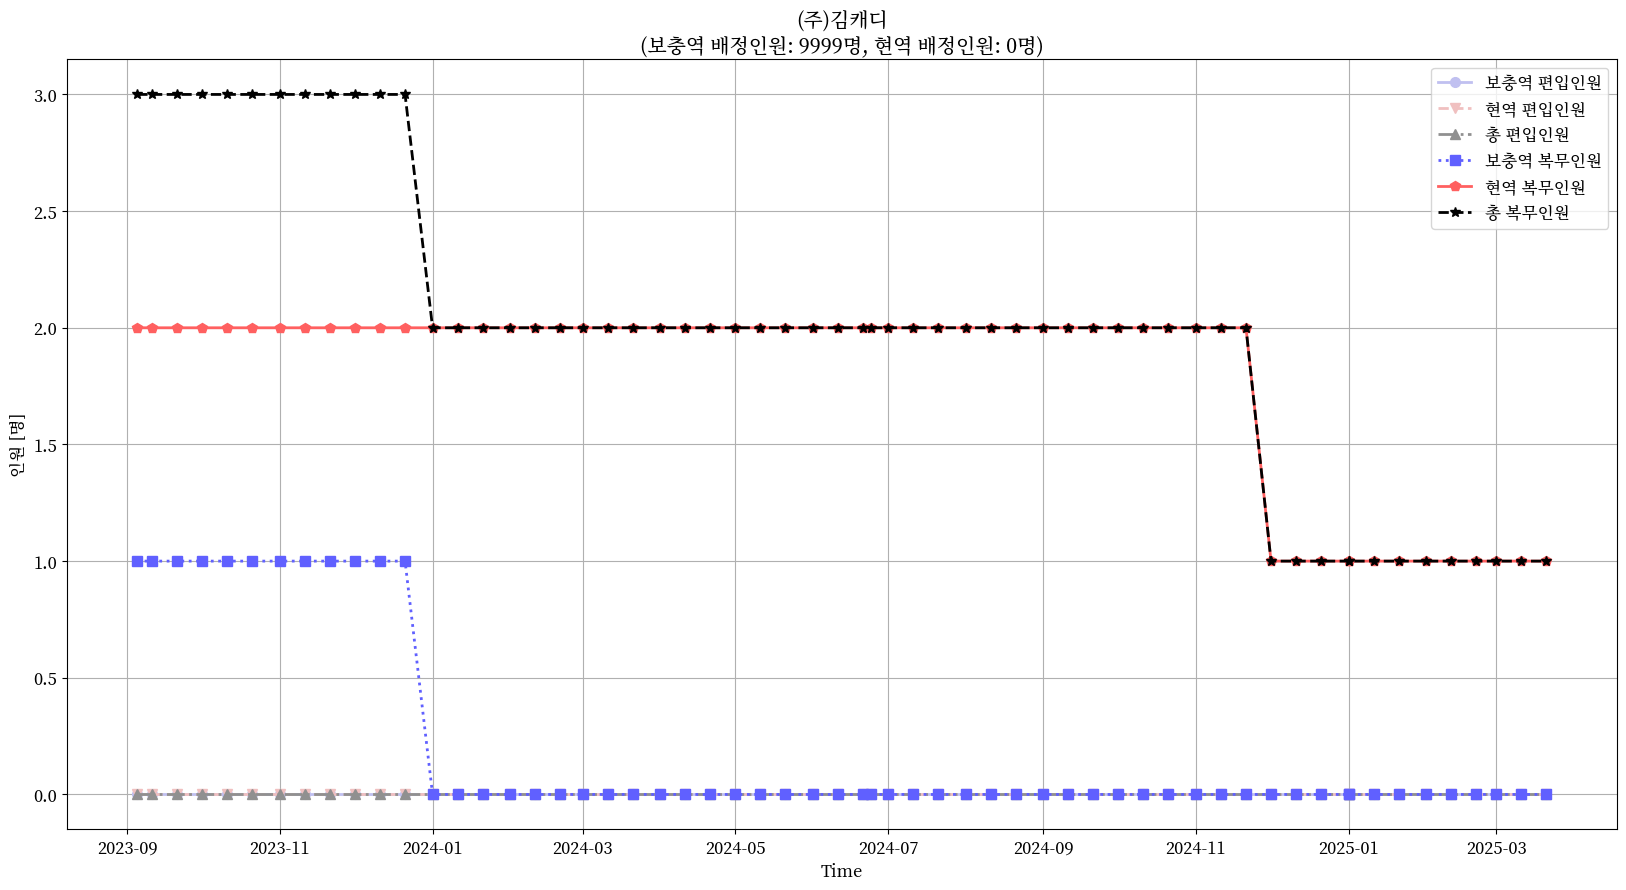 (주)김캐디
(보충역 배정인원: 9999명, 현역 배정인원: 0명)
보충역 편입인원
현역 편입인원
총 편입인원
보충역 복무인원
현역 복무인원
총 복무인원
인원 [명]
3.0
2.5
2.0
1.5
1.0
0.5
0.0
2023-09 2023-11 2024-01 2024-03 2024-05 2024-07 2024-09 2024-11 2025-01 2025-03
Time